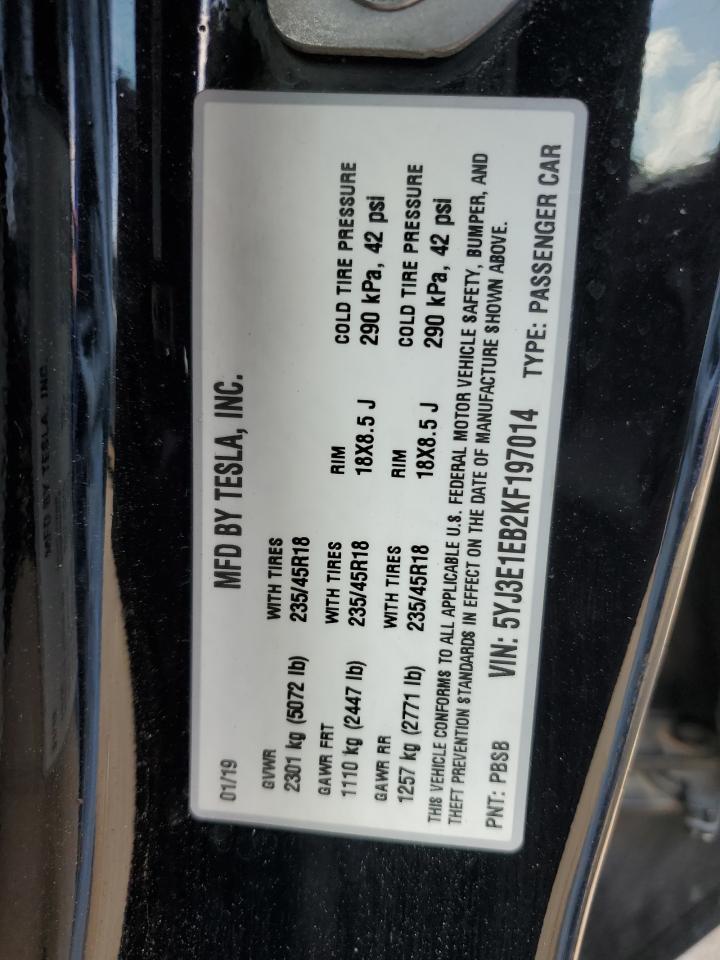 MFD BY TESLA, INC.
01/19
GVWR WITH TIRES
2301 kg (5072 lb) 235/45R18
GAWR FRT WITH TIRES RIM COLD TIRE PRESSURE
1110 kg (2447 lb) 235/45R18 18X8.5 J 290 kPa, 42 psi
GAWR RR WITH TIRES RIM COLD TIRE PRESSURE
1257 kg (2771 lb) 235/45R18 18X8.5 J 290 kPa, 42 psi
THIS VEHICLE CONFORMS TO ALL APPLICABLE U.S. FEDERAL MOTOR VEHICLE SAFETY, BUMPER, AND
THEFT PREVENTION STANDARDS IN EFFECT ON THE DATE OF MANUFACTURE SHOWN ABOVE.
PNT: PBSB VIN: 5YJ3E1EB2KF197014 TYPE: PASSENGER CAR